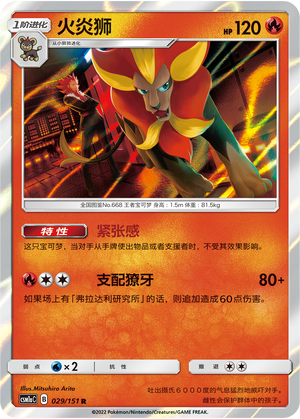 1阶进化
火炎狮
HP 120
从小狮狮进化
全国图鉴No.668 王者宝可梦 身高：1.5m 体重：81.5kg
特性 紧张感
这只宝可梦，当对手从手牌使出物品或者支援者时，不受其效果影响。
支配獠牙 80+
如果场上有「弗拉达利研究所」的话，则追加造成60点伤害。
弱点 ×2 抵抗力 撤退
Illus.Mitsuhiro Arita
CSM1aC B 029/151 R
吐出摄氏6000度的气息猛烈地威吓对手，
雌性会保护群体中的幼崽。
©2022 Pokémon/Nintendo/Creatures/GAME FREAK.